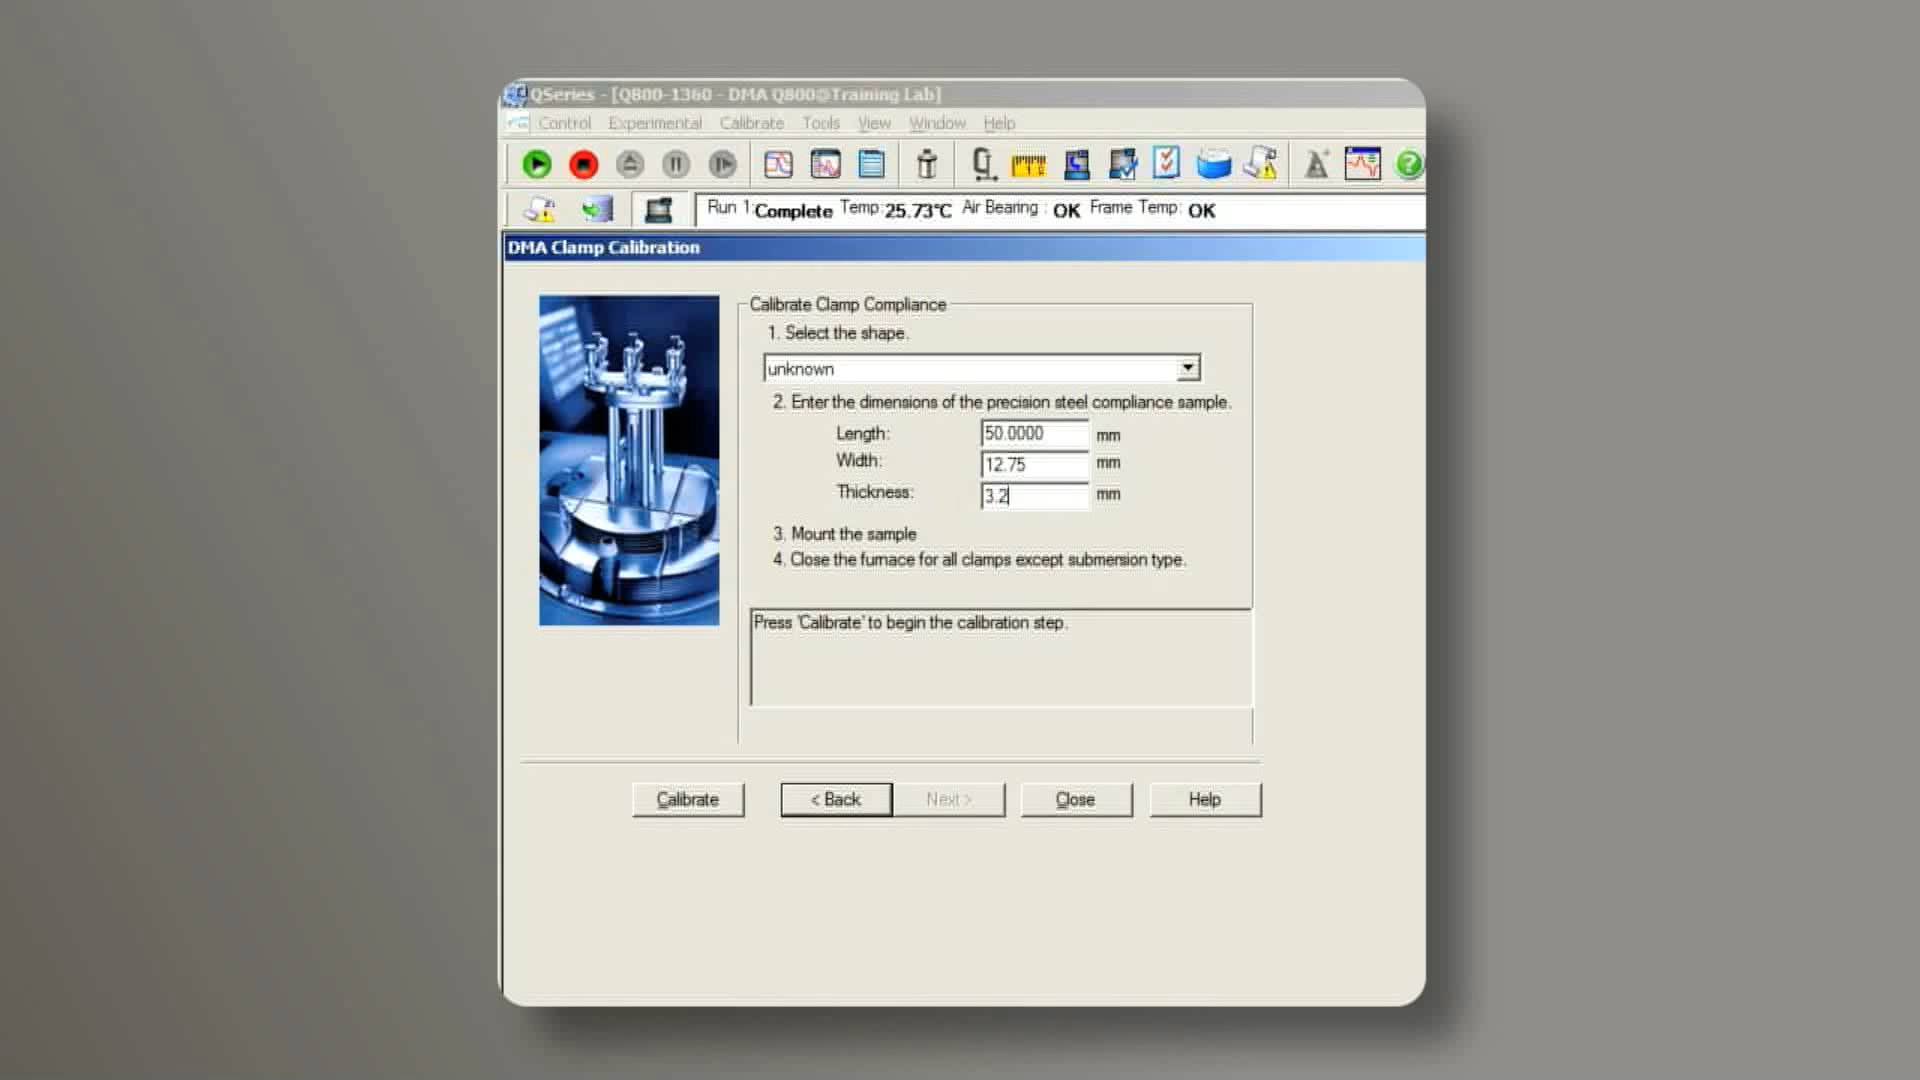 QSeries - [Q800-1360 - DMA Q800@Training Lab]
Control Experimental Calibrate Tools View Window Help
Run 1: Complete Temp: 25.73°C Air Bearing : OK Frame Temp: OK
DMA Clamp Calibration
Calibrate Clamp Compliance
1. Select the shape.
unknown
2. Enter the dimensions of the precision steel compliance sample.
Length: 50.0000 mm
Width: 12.75 mm
Thickness: 3.2 mm
3. Mount the sample
4. Close the furnace for all clamps except submersion type.
Press 'Calibrate' to begin the calibration step.
Calibrate < Back Next > Close Help